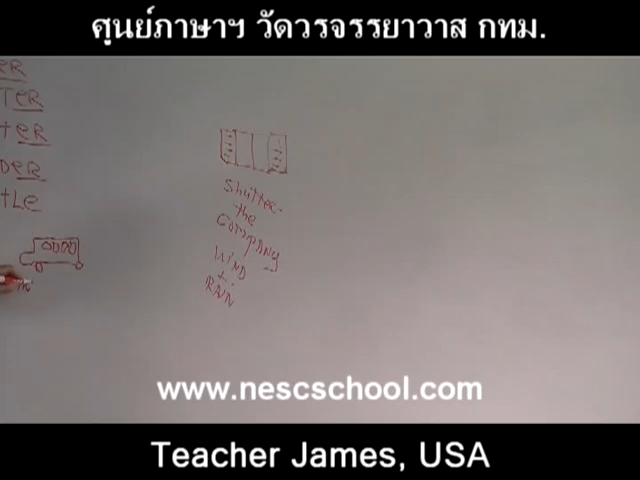 ศูนย์ภาษาฯ วัดวรจรรยาวาส กทม.
ER
TER
tER
DER
tLe
Shutter
the
COMPANY
WIND
+
RAIN
www.nescschool.com
Teacher James, USA